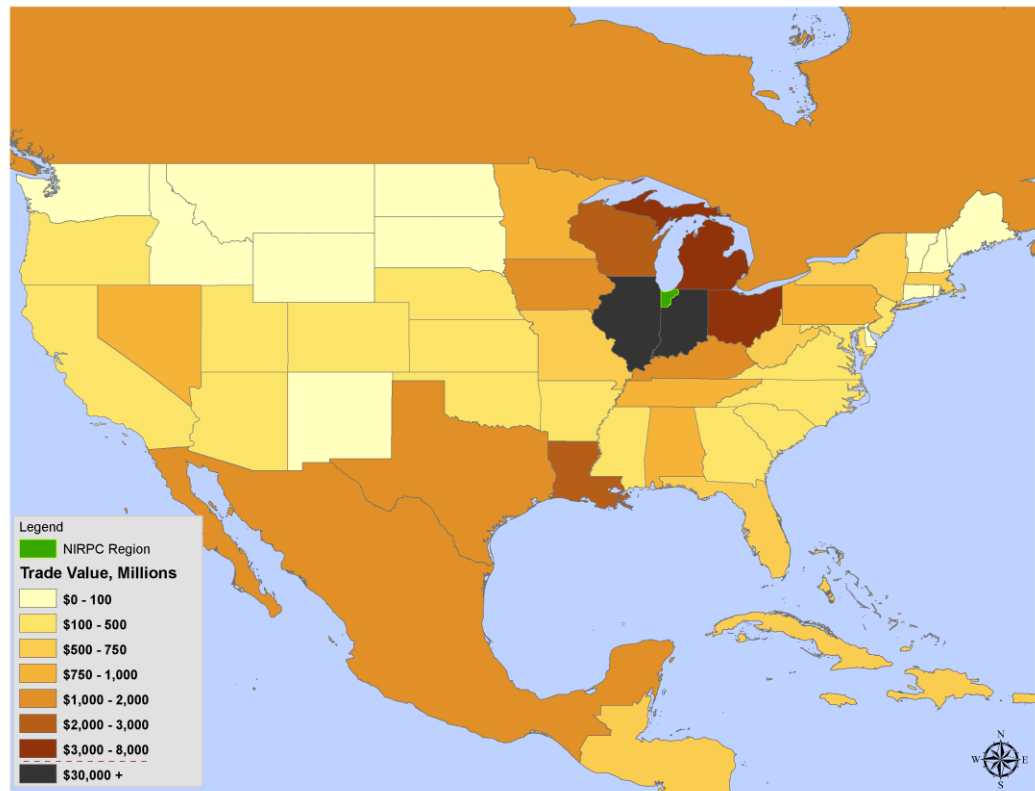 Legend
NIRPC Region
Trade Value, Millions
$0 - 100
$100 - 500
$500 - 750
$750 - 1,000
$1,000 - 2,000
$2,000 - 3,000
$3,000 - 8,000
$30,000 +
N
W E
S